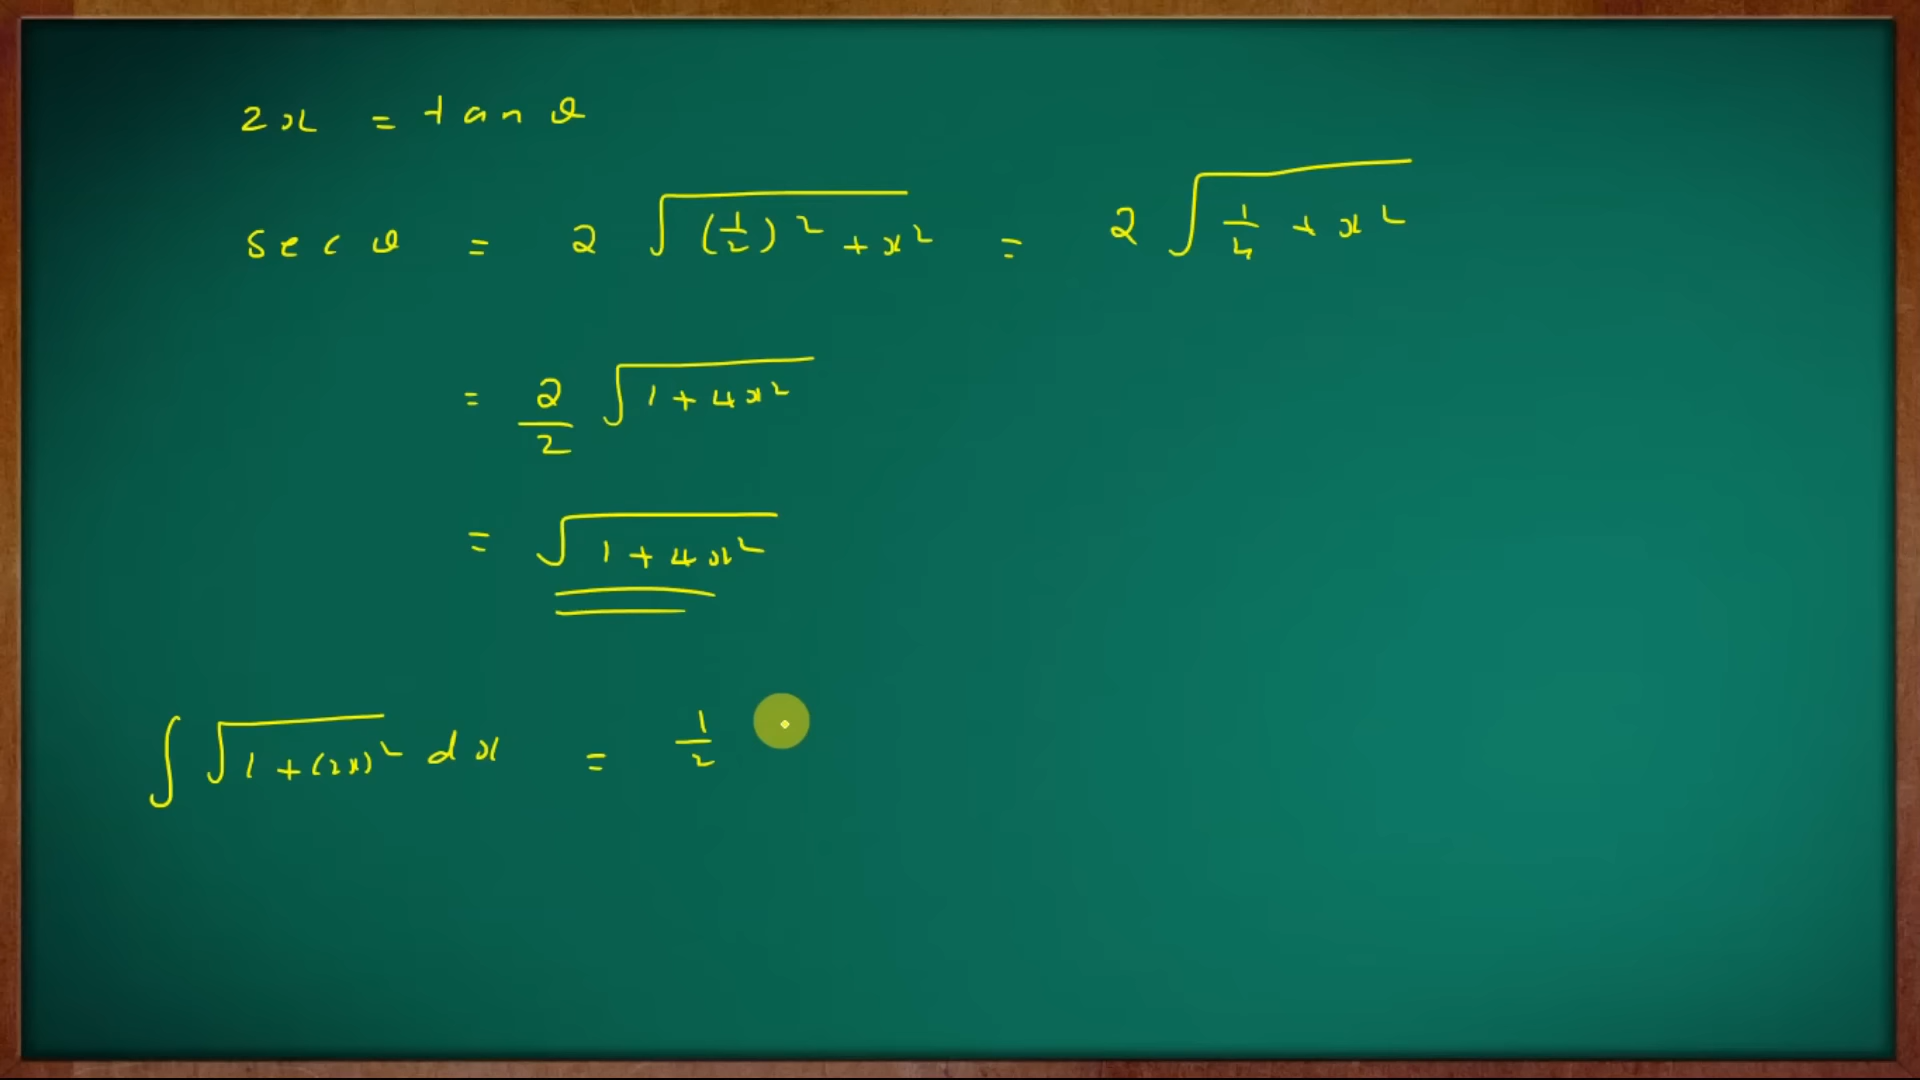 2x = tan θ
sec θ = 2 √((1/2)² + x²) = 2 √(1/4 + x²)
= 2/2 √(1 + 4x²)
= √(1 + 4x²)
∫ √(1 + (2x)²) dx = 1/2